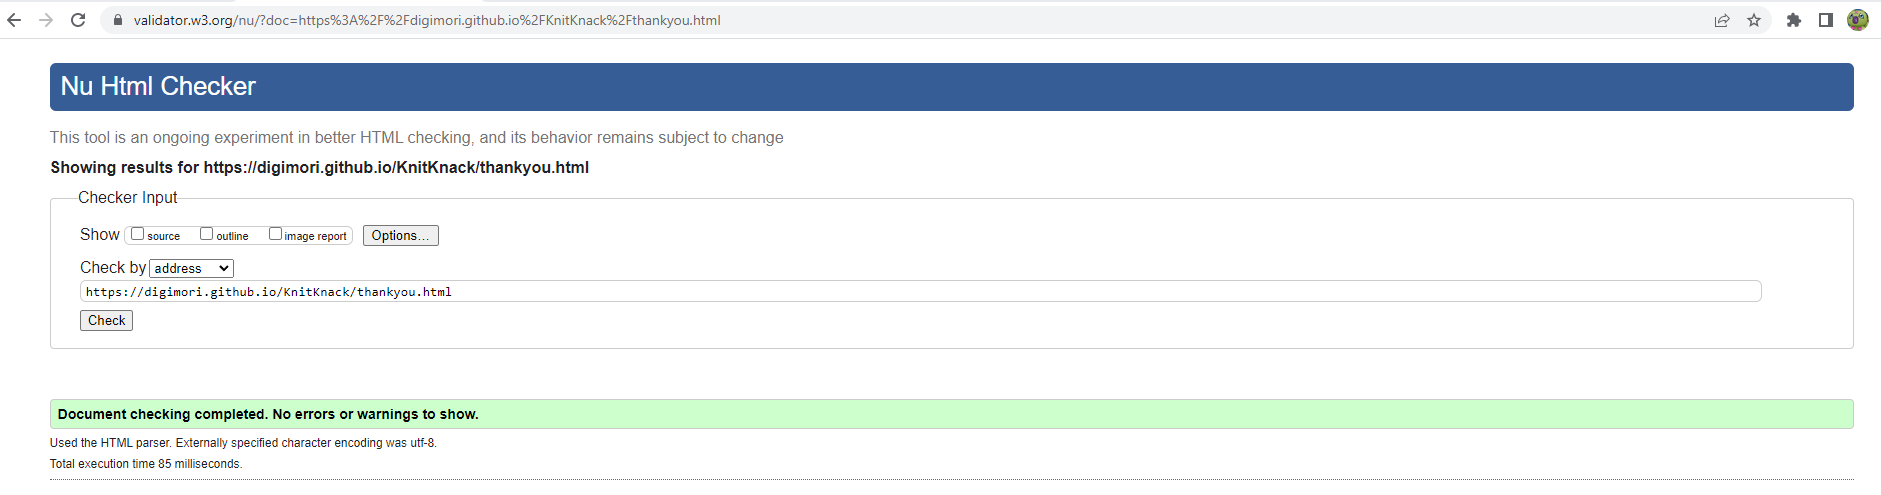 validator.w3.org/nu/?doc=https%3A%2F%2Fdigimori.github.io%2FKnitKnack%2Fthankyou.html
Nu Html Checker
This tool is an ongoing experiment in better HTML checking, and its behavior remains subject to change
Showing results for https://digimori.github.io/KnitKnack/thankyou.html
Checker Input
Show source outline image report Options...
Check by address
https://digimori.github.io/KnitKnack/thankyou.html
Check
Document checking completed. No errors or warnings to show.
Used the HTML parser. Externally specified character encoding was utf-8.
Total execution time 85 milliseconds.